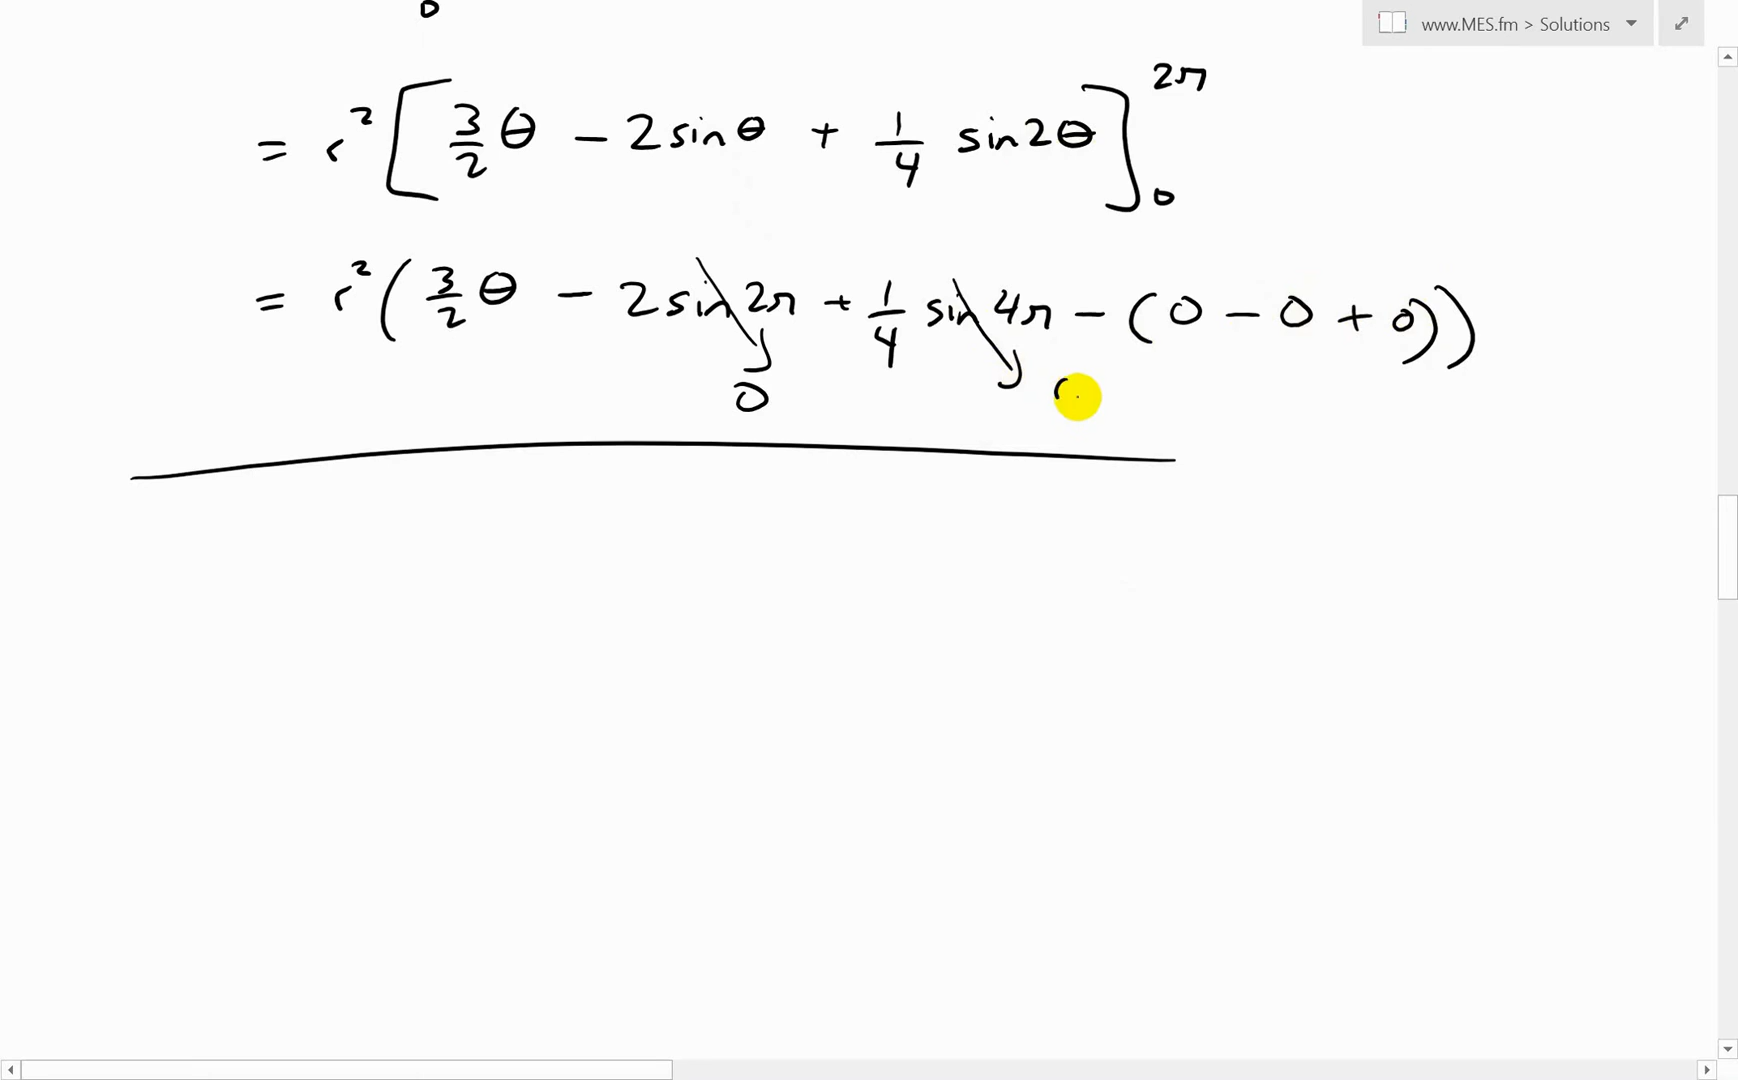 0
www.MES.fm > Solutions
= r² [ 3/2 θ − 2 sin θ + 1/4 sin 2θ ]₀^2π
= r² ( 3/2 θ − 2 sin 2π + 1/4 sin 4π − (0 − 0 + 0))
0